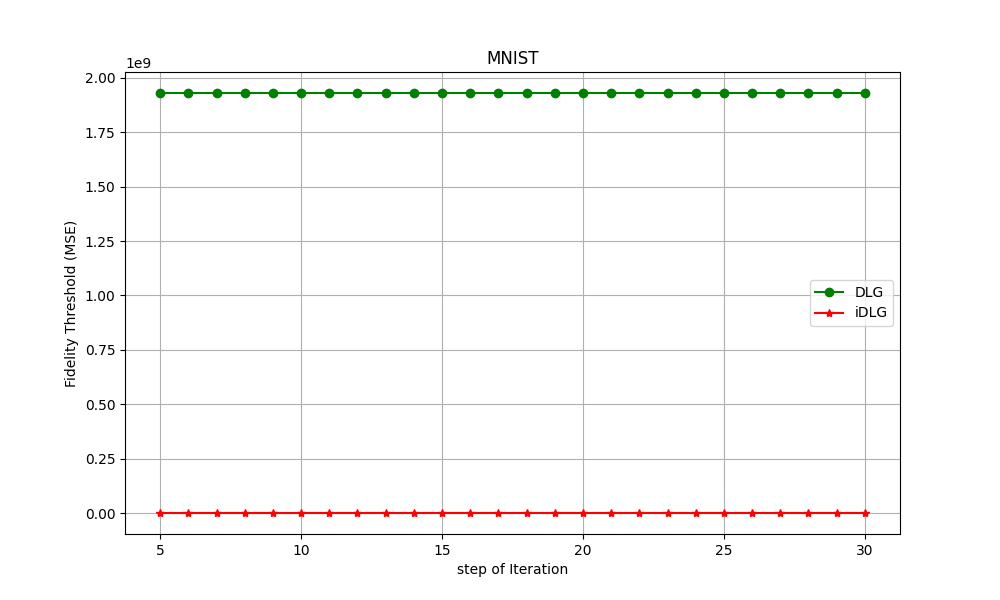 MNIST
1e9
2.00
1.75
1.50
1.25
1.00
0.75
0.50
0.25
0.00
Fidelity Threshold (MSE)
DLG
iDLG
5 10 15 20 25 30
step of Iteration